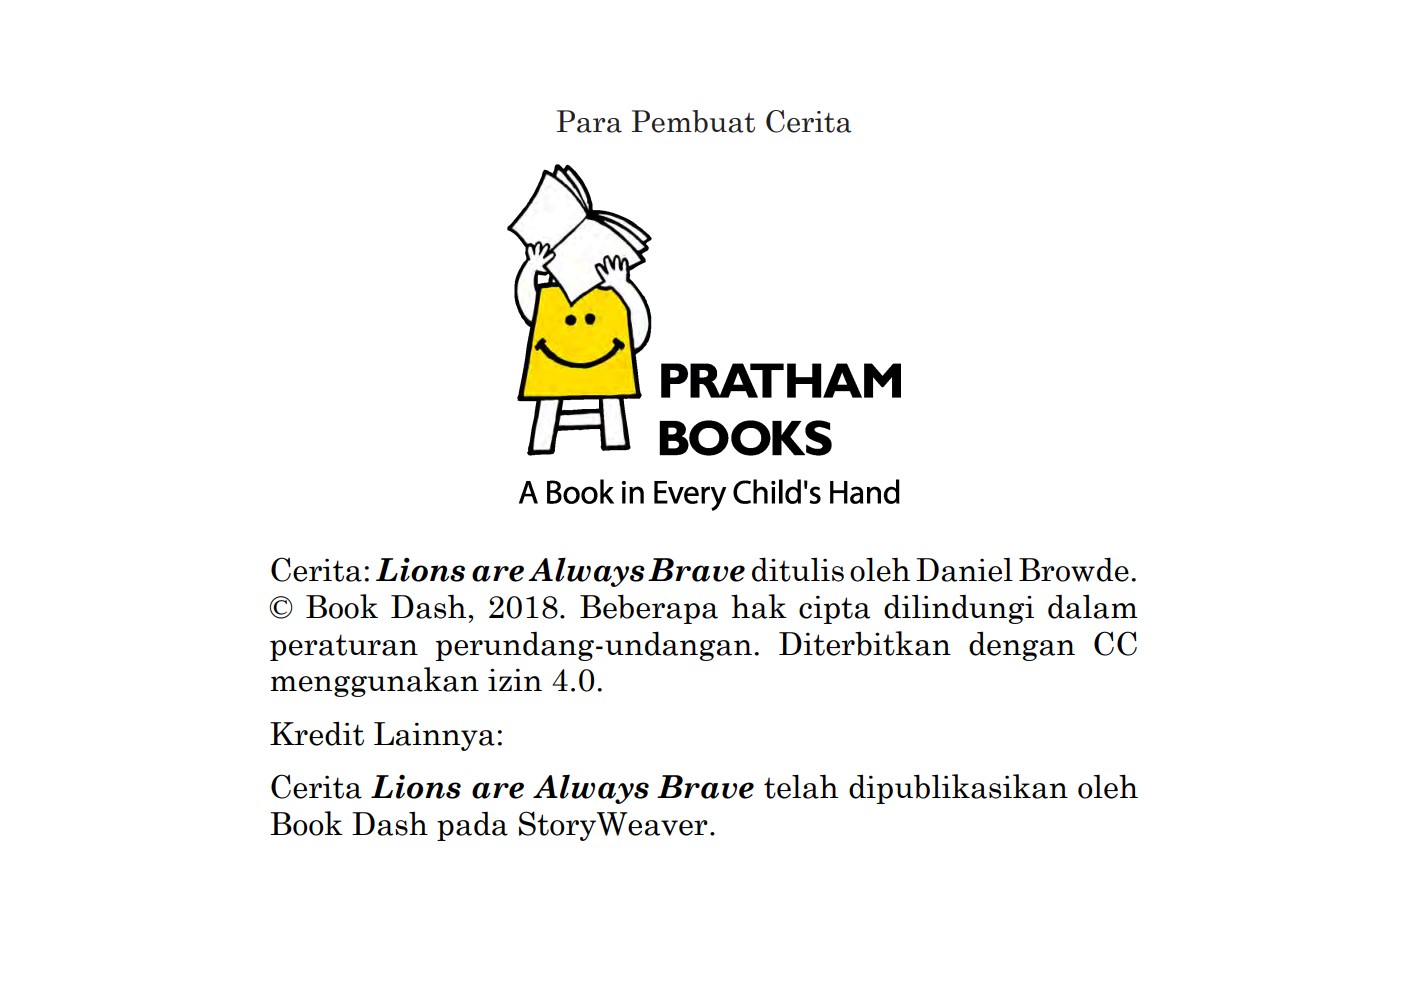 Para Pembuat Cerita
PRATHAM
BOOKS
A Book in Every Child's Hand
Cerita: Lions are Always Brave ditulis oleh Daniel Browde.
© Book Dash, 2018. Beberapa hak cipta dilindungi dalam
peraturan perundang-undangan. Diterbitkan dengan CC
menggunakan izin 4.0.
Kredit Lainnya:
Cerita Lions are Always Brave telah dipublikasikan oleh
Book Dash pada StoryWeaver.